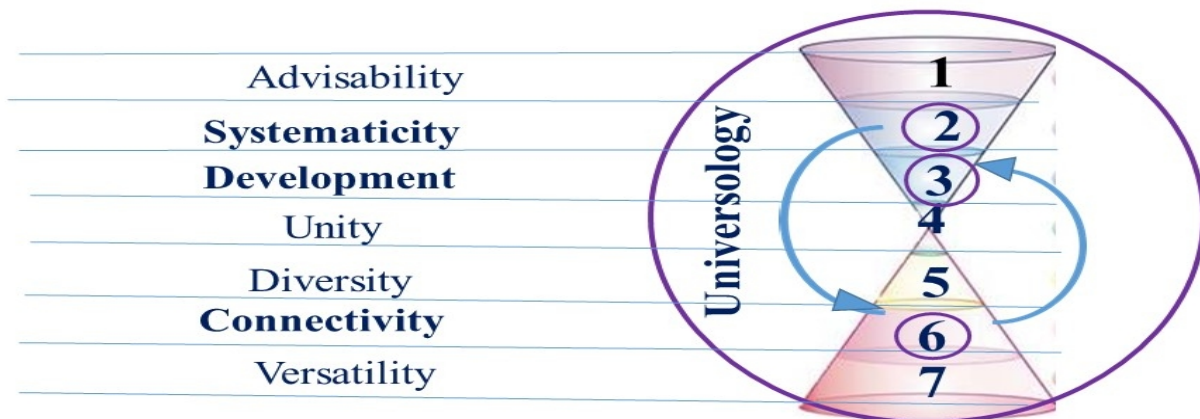 Advisability
1
Systematicity
2
Development
3
Unity
4
Diversity
5
Connectivity
6
Versatility
7
Universology